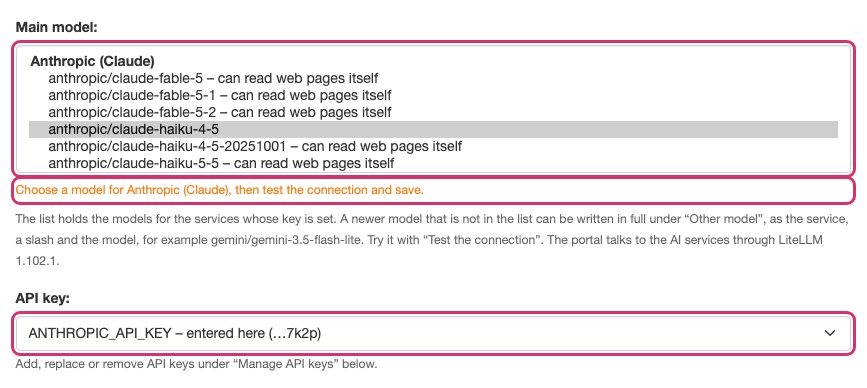 Main model:
Anthropic (Claude)
anthropic/claude-fable-5 – can read web pages itself
anthropic/claude-fable-5-1 – can read web pages itself
anthropic/claude-fable-5-2 – can read web pages itself
anthropic/claude-haiku-4-5
anthropic/claude-haiku-4-5-20251001 – can read web pages itself
anthropic/claude-haiku-5-5 – can read web pages itself
Choose a model for Anthropic (Claude), then test the connection and save.
The list holds the models for the services whose key is set. A newer model that is not in the list can be written in full under “Other model”, as the service,
a slash and the model, for example gemini/gemini-3.5-flash-lite. Try it with “Test the connection”. The portal talks to the AI services through LiteLLM
1.102.1.
API key:
ANTHROPIC_API_KEY – entered here (…7k2p)
Add, replace or remove API keys under “Manage API keys” below.